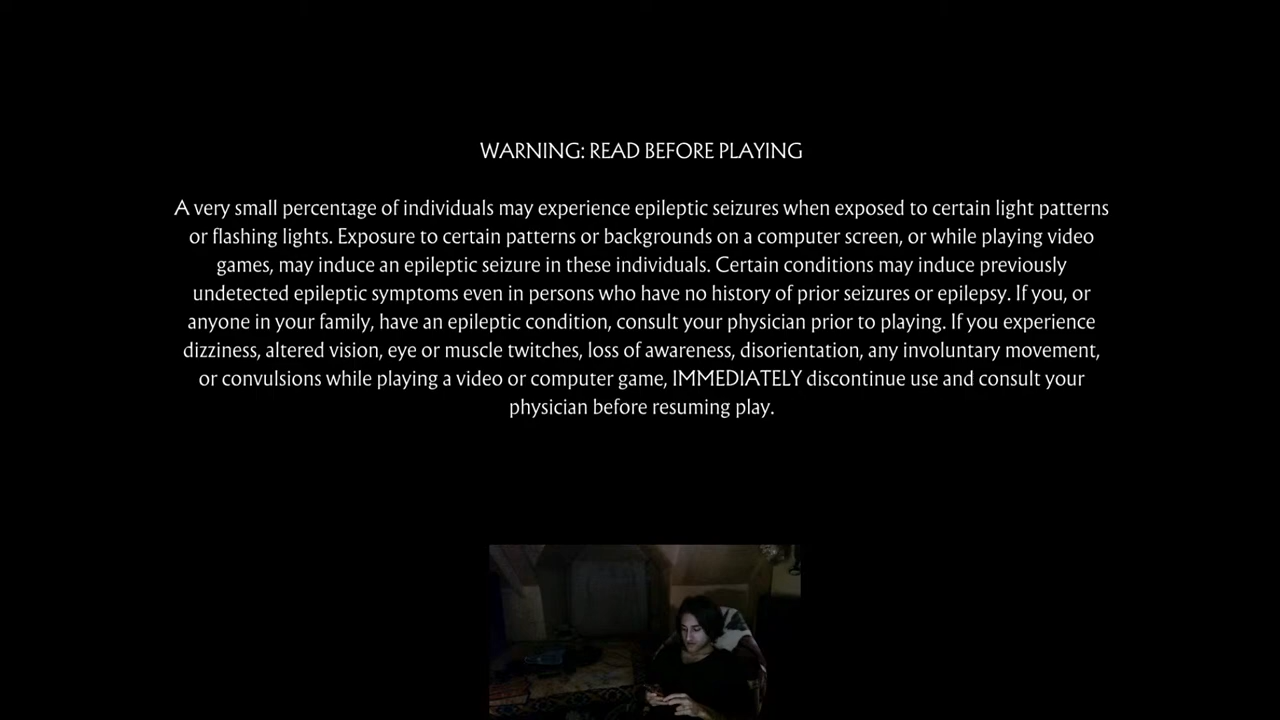 WARNING: READ BEFORE PLAYING
A very small percentage of individuals may experience epileptic seizures when exposed to certain light patterns
or flashing lights. Exposure to certain patterns or backgrounds on a computer screen, or while playing video
games, may induce an epileptic seizure in these individuals. Certain conditions may induce previously
undetected epileptic symptoms even in persons who have no history of prior seizures or epilepsy. If you, or
anyone in your family, have an epileptic condition, consult your physician prior to playing. If you experience
dizziness, altered vision, eye or muscle twitches, loss of awareness, disorientation, any involuntary movement,
or convulsions while playing a video or computer game, IMMEDIATELY discontinue use and consult your
physician before resuming play.